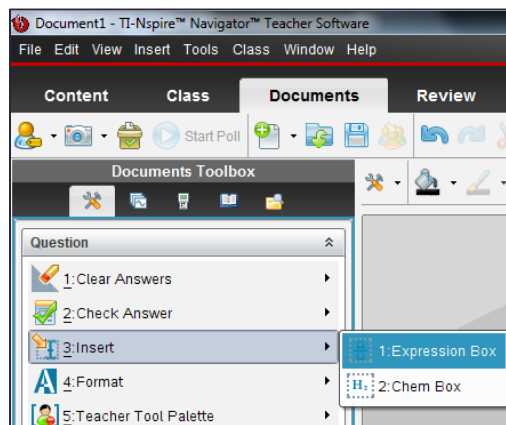 Document1 - TI-Nspire™ Navigator™ Teacher Software
File Edit View Insert Tools Class Window Help
Content Class Documents Review
Start Poll
Documents Toolbox
Question
1:Clear Answers
2:Check Answer
3:Insert
1:Expression Box
4:Format
H₂ 2:Chem Box
5:Teacher Tool Palette